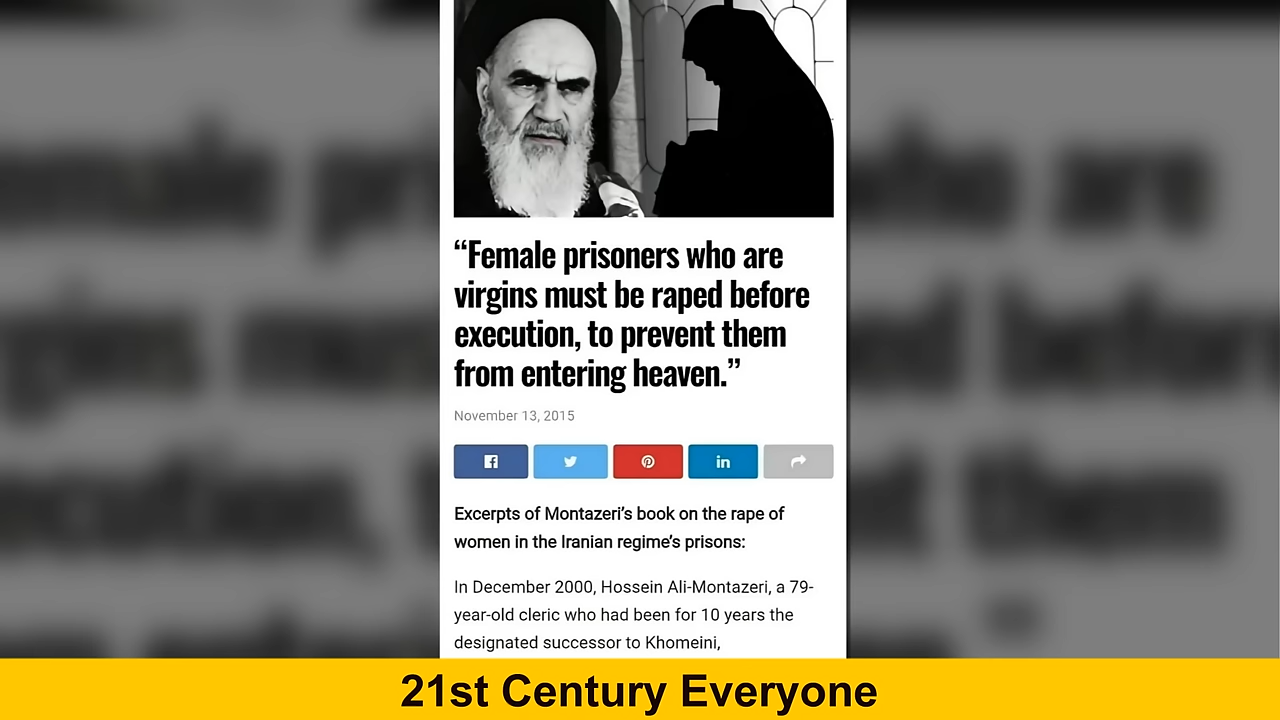 “Female prisoners who are
virgins must be raped before
execution, to prevent them
from entering heaven.”
November 13, 2015
Excerpts of Montazeri’s book on the rape of
women in the Iranian regime’s prisons:
In December 2000, Hossein Ali-Montazeri, a 79-
year-old cleric who had been for 10 years the
designated successor to Khomeini,
21st Century Everyone